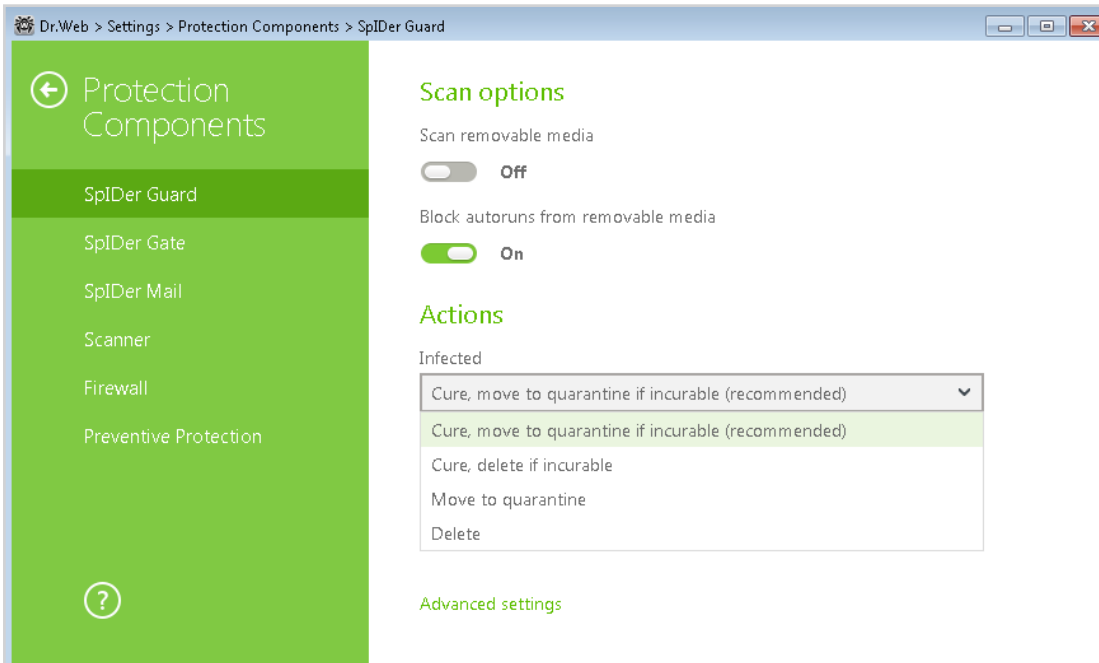 Dr.Web > Settings > Protection Components > SpIDer Guard
Protection
Components
SpIDer Guard
SpIDer Gate
SpIDer Mail
Scanner
Firewall
Preventive Protection
?
Scan options
Scan removable media
Off
Block autoruns from removable media
On
Actions
Infected
Cure, move to quarantine if incurable (recommended)
Cure, move to quarantine if incurable (recommended)
Cure, delete if incurable
Move to quarantine
Delete
Advanced settings